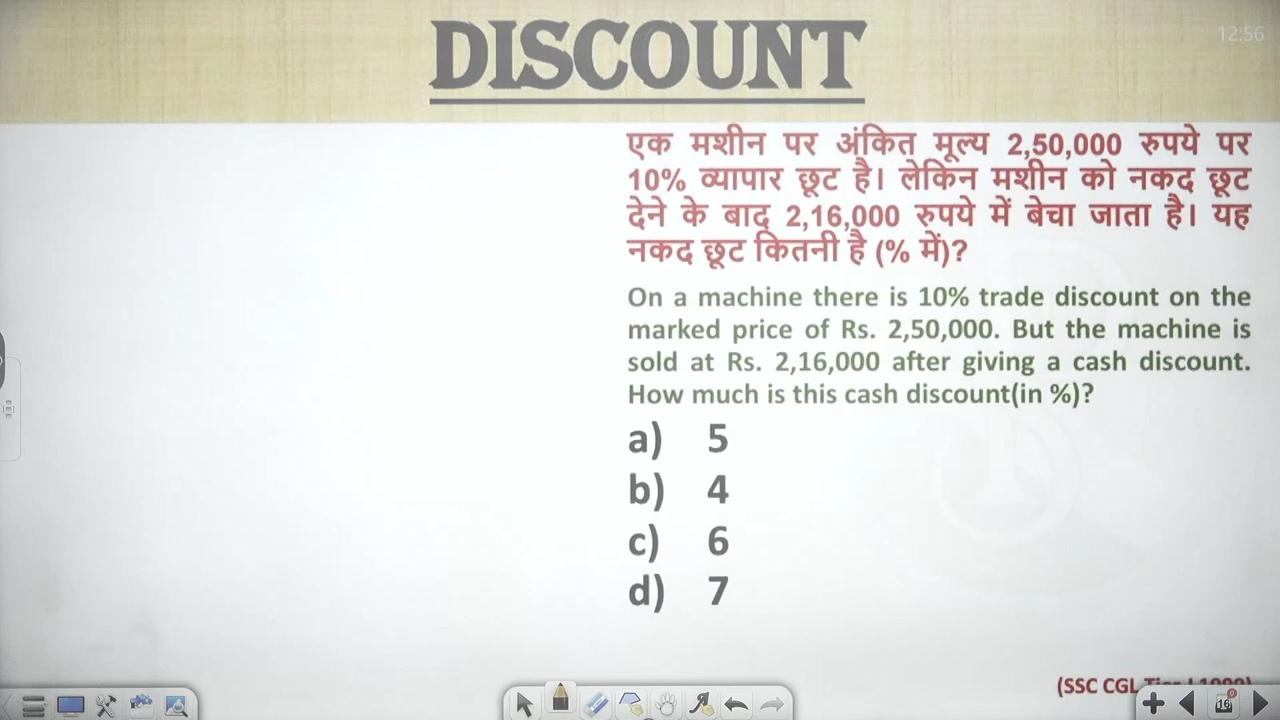 DISCOUNT
12:56
एक मशीन पर अंकित मूल्य 2,50,000 रुपये पर
10% व्यापार छूट है। लेकिन मशीन को नकद छूट
देने के बाद 2,16,000 रुपये में बेचा जाता है। यह
नकद छूट कितनी है (% में)?
On a machine there is 10% trade discount on the
marked price of Rs. 2,50,000. But the machine is
sold at Rs. 2,16,000 after giving a cash discount.
How much is this cash discount(in %)?
a) 5
b) 4
c) 6
d) 7
(SSC CGL
16